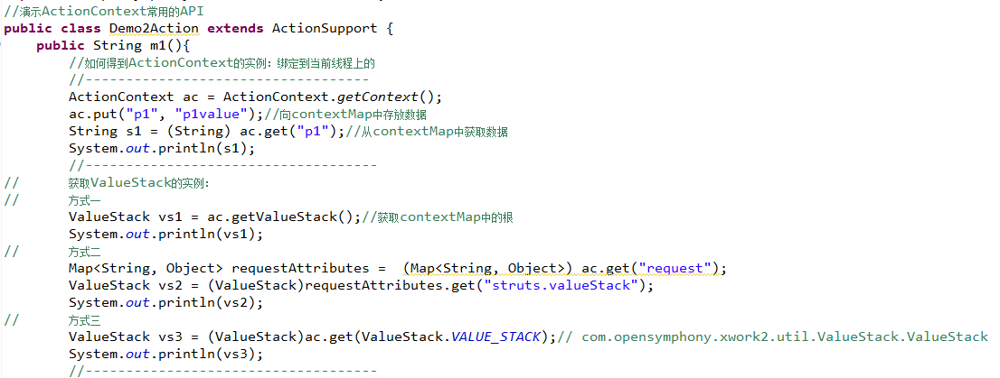 //演示ActionContext常用的API
public class Demo2Action extends ActionSupport {
    public String m1(){
        //如何得到ActionContext的实例：绑定到当前线程上的
        //-----------------------------------
        ActionContext ac = ActionContext.getContext();
        ac.put("p1", "p1value");//向contextMap中存放数据
        String s1 = (String) ac.get("p1");//从contextMap中获取数据
        System.out.println(s1);
        //------------------------------------
//      获取ValueStack的实例：
//      方式一
        ValueStack vs1 = ac.getValueStack();//获取contextMap中的根
        System.out.println(vs1);
//      方式二
        Map<String, Object> requestAttributes =  (Map<String, Object>) ac.get("request");
        ValueStack vs2 = (ValueStack)requestAttributes.get("struts.valueStack");
        System.out.println(vs2);
//      方式三
        ValueStack vs3 = (ValueStack)ac.get(ValueStack.VALUE_STACK);// com.opensymphony.xwork2.util.ValueStack.ValueStack
        System.out.println(vs3);
        //------------------------------------